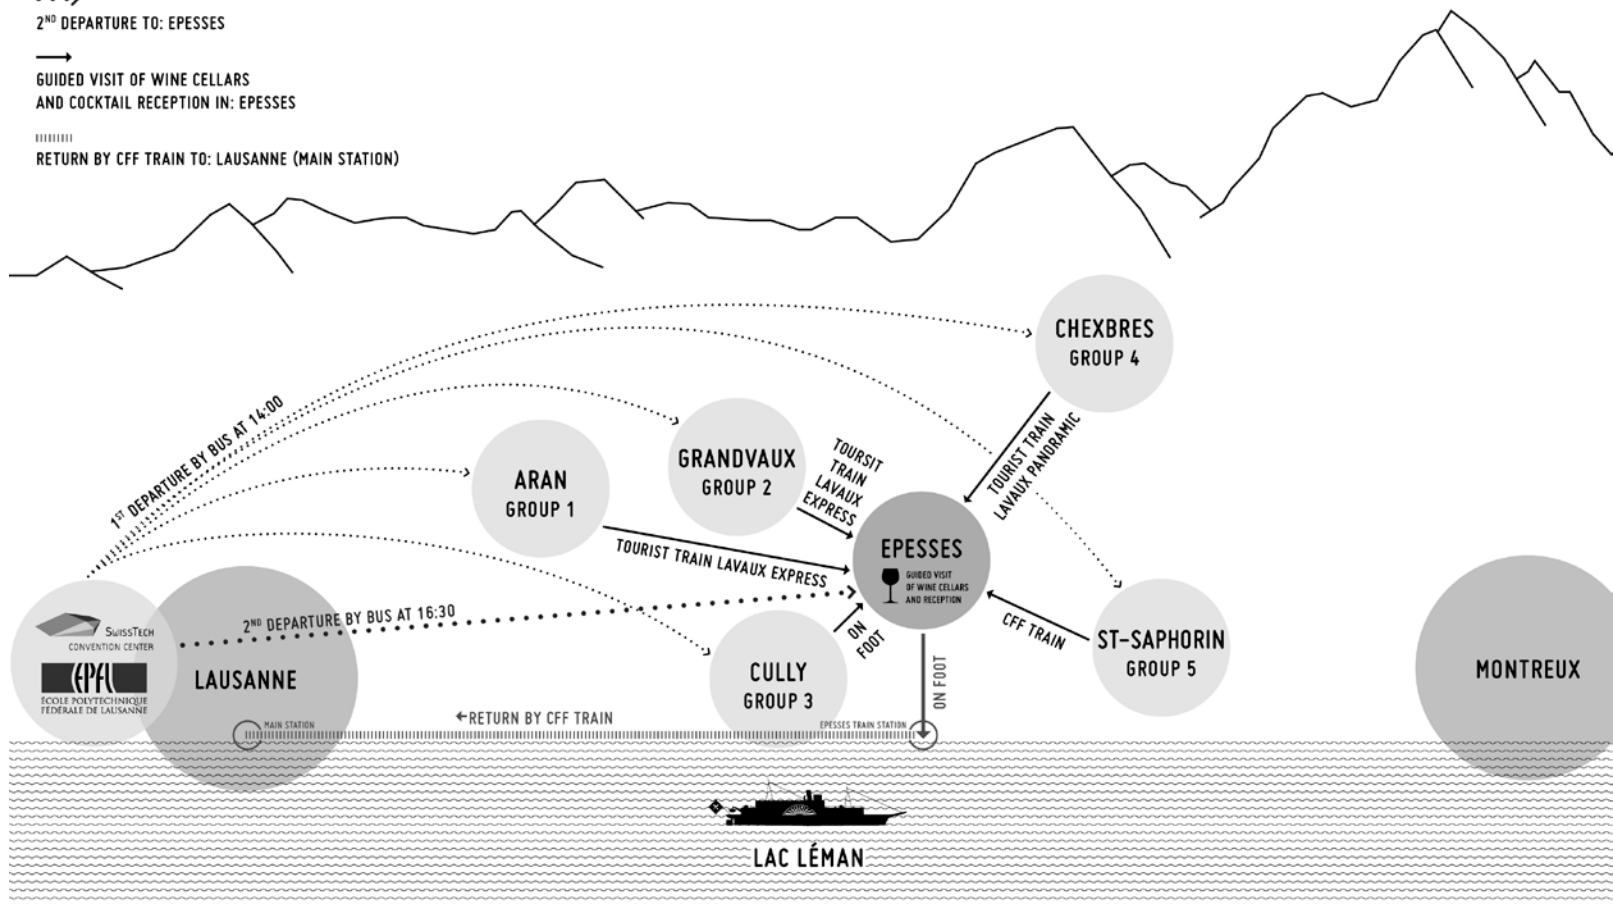 2ND DEPARTURE TO: EPESSES
GUIDED VISIT OF WINE CELLARS
AND COCKTAIL RECEPTION IN: EPESSES
RETURN BY CFF TRAIN TO: LAUSANNE (MAIN STATION)
CHEXBRES
GROUP 4
1ST DEPARTURE BY BUS AT 14:00
TOURIST TRAIN
LAVAUX PANORAMIC
GRANDVAUX
GROUP 2
TOURSIT
TRAIN
LAVAUX
EXPRESS
ARAN
GROUP 1
TOURIST TRAIN LAVAUX EXPRESS
EPESSES
GUIDED VISIT
OF WINE CELLARS
AND RECEPTION
2ND DEPARTURE BY BUS AT 16:30
SWISSTECH
CONVENTION CENTER
EPFL
ÉCOLE POLYTECHNIQUE
FÉDÉRALE DE LAUSANNE
LAUSANNE
ON
FOOT
CFF TRAIN
ST-SAPHORIN
GROUP 5
CULLY
GROUP 3
ON FOOT
MONTREUX
MAIN STATION
←RETURN BY CFF TRAIN
EPESSES TRAIN STATION
LAC LÉMAN